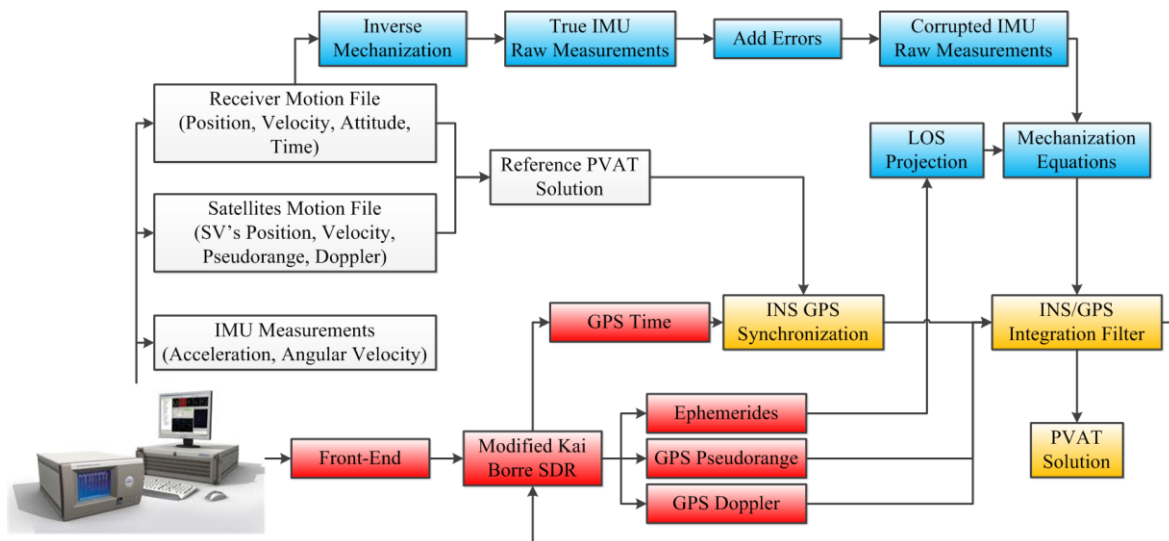 Inverse
Mechanization
True IMU
Raw Measurements
Add Errors
Corrupted IMU
Raw Measurements
Receiver Motion File
(Position, Velocity, Attitude,
Time)
LOS
Projection
Mechanization
Equations
Reference PVAT
Solution
Satellites Motion File
(SV's Position, Velocity,
Pseudorange, Doppler)
IMU Measurements
(Acceleration, Angular Velocity)
GPS Time
INS GPS
Synchronization
INS/GPS
Integration Filter
Ephemerides
Front-End
Modified Kai
Borre SDR
GPS Pseudorange
GPS Doppler
PVAT
Solution